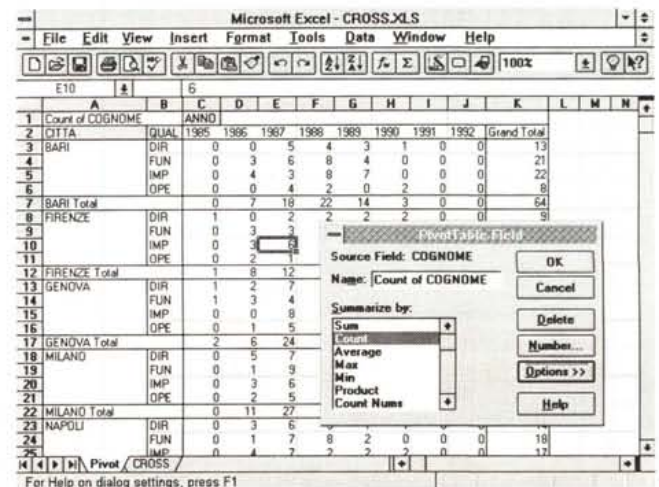 Microsoft Excel - CROSS.XLS
File Edit View Insert Format Tools Data Window Help
100%
E10 6
A B C D E F G H I J K L M N
1 Count of COGNOME ANNO
2 CITTA QUAL 1985 1986 1987 1988 1989 1990 1991 1992 Grand Total
3 BARI DIR 0 0 5 4 3 1 0 0 13
4 FUN 0 3 6 8 4 0 0 0 21
5 IMP 0 4 3 8 7 0 0 0 22
6 OPE 0 0 4 2 0 2 0 0 8
7 BARI Total 0 7 18 22 14 3 0 0 64
8 FIRENZE DIR 1 0 2 2 2 2 0 0 9
9 FUN 0 3 3
10 IMP 0 3 6
11 OPE 0 2 1
12 FIRENZE Total 1 8 12
13 GENOVA DIR 1 2 7
14 FUN 1 3 4
15 IMP 0 0 8
16 OPE 0 1 5
17 GENOVA Total 2 6 24
18 MILANO DIR 0 5 7
19 FUN 0 1 9
20 IMP 0 3 6
21 OPE 0 2 5
22 MILANO Total 0 11 27
23 NAPOLI DIR 0 3 6
24 FUN 0 1 7 8 2 0 0 0 18
25 IMP 0 4 7 2 2 2 0 0 17
PivotTable Field
Source Field: COGNOME
Name: Count of COGNOME
Summarize by:
Sum
Count
Average
Max
Min
Product
Count Nums
OK
Cancel
Delete
Number...
Options >>
Help
Pivot CROSS
For Help on dialog settings, press F1